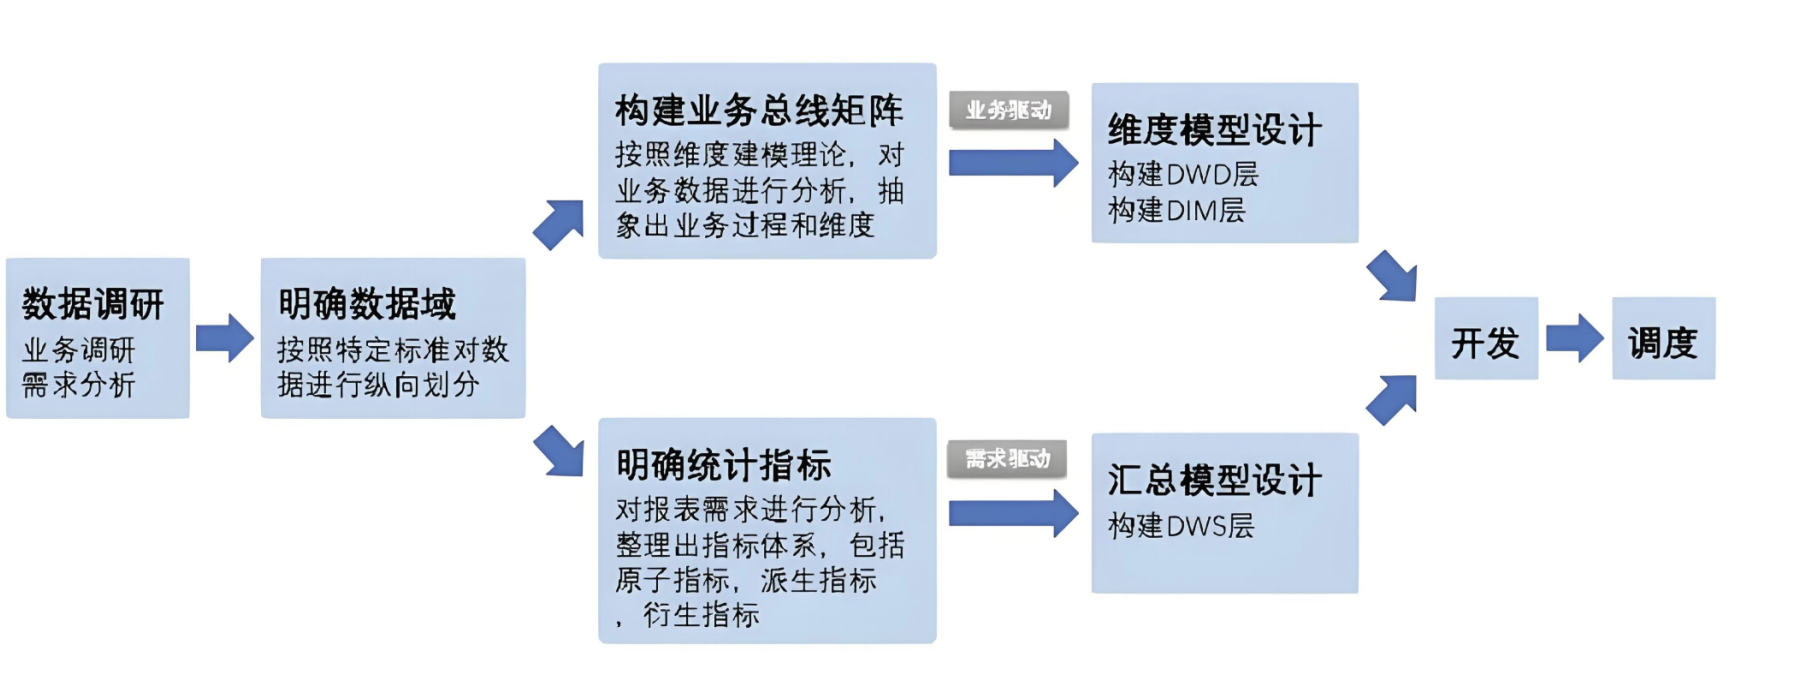 数据调研
业务调研
需求分析
明确数据域
按照特定标准对数
据进行纵向划分
构建业务总线矩阵
按照维度建模理论，对
业务数据进行分析，抽
象出业务过程和维度
业务驱动
维度模型设计
构建DWD层
构建DIM层
明确统计指标
对报表需求进行分析，
整理出指标体系，包括
原子指标，派生指标
，衍生指标
需求驱动
汇总模型设计
构建DWS层
开发
调度